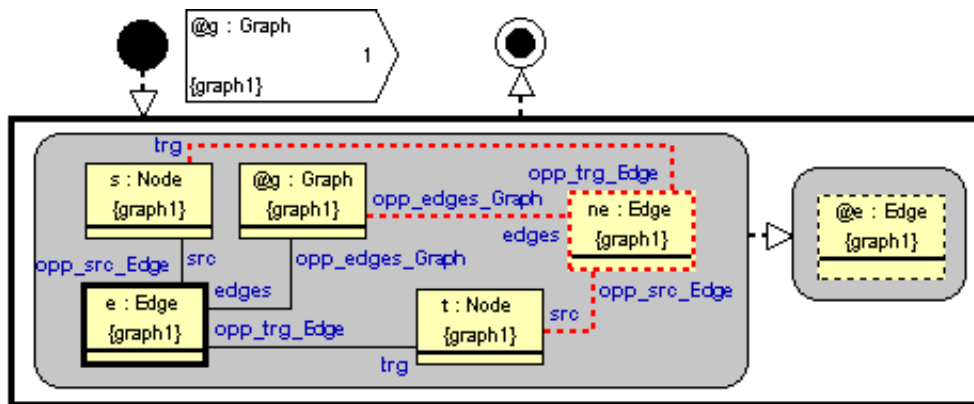 @g : Graph
1
{graph1}
trg
s : Node
{graph1}
@g : Graph
{graph1}
opp_trg_Edge
opp_edges_Graph
ne : Edge
{graph1}
edges
@e : Edge
{graph1}
opp_src_Edge
src
opp_edges_Graph
e : Edge
{graph1}
edges
opp_trg_Edge
t : Node
{graph1}
src
opp_src_Edge
trg